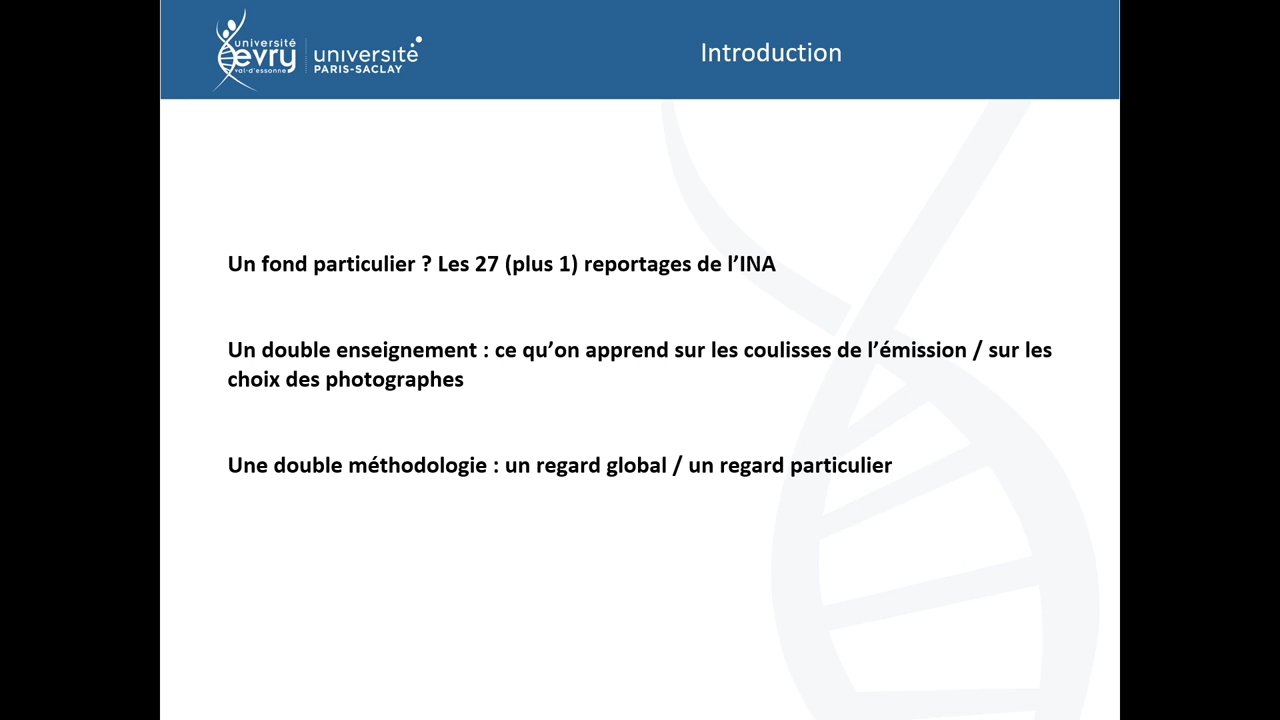 université
evry
val-d'essonne
université
PARIS-SACLAY
Introduction
Un fond particulier ? Les 27 (plus 1) reportages de l’INA
Un double enseignement : ce qu’on apprend sur les coulisses de l’émission / sur les
choix des photographes
Une double méthodologie : un regard global / un regard particulier